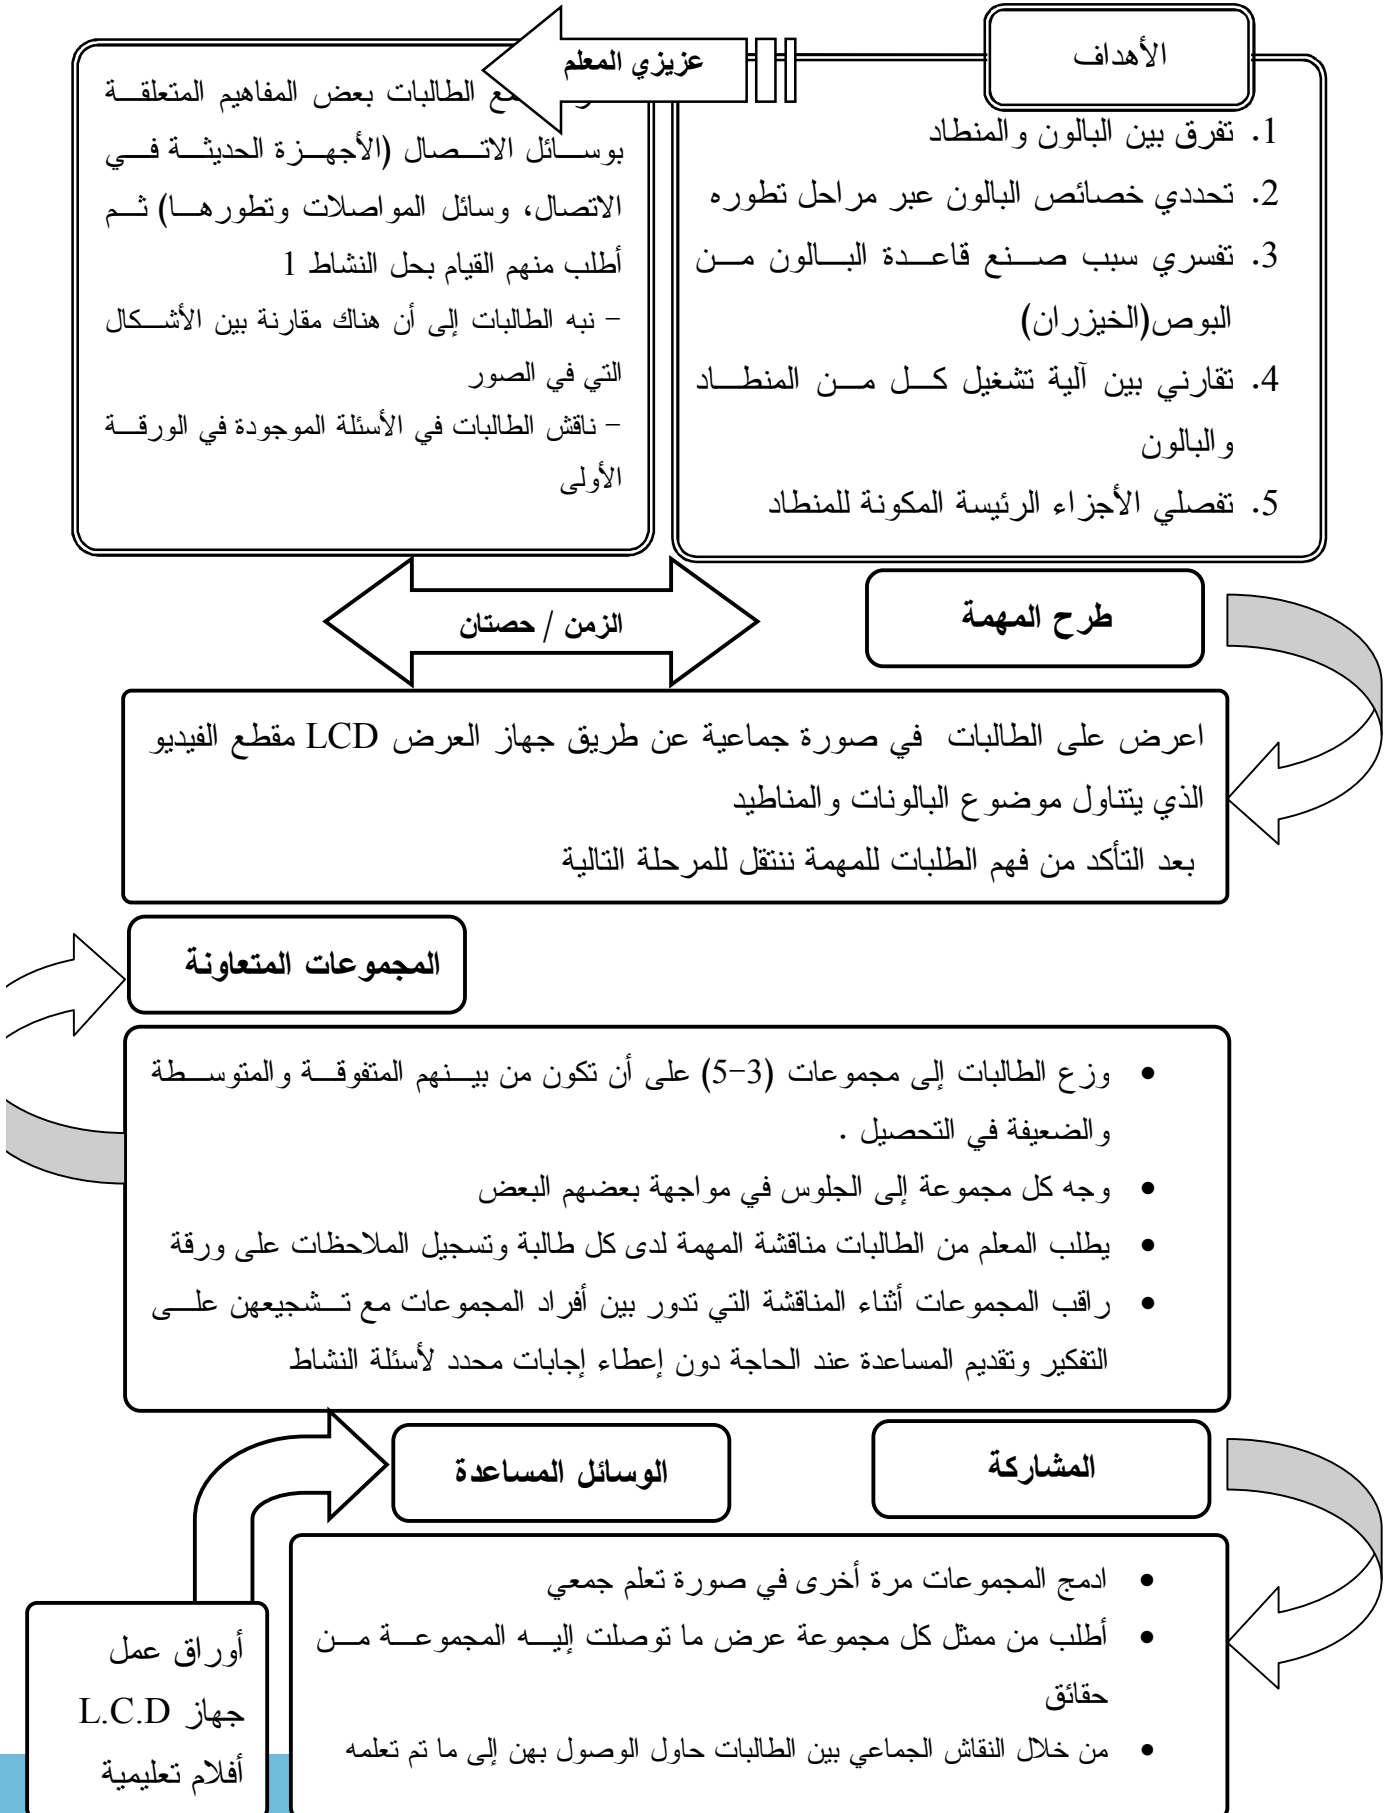 الأهداف
1. تفرق بين البالون والمنطاد
2. تحددي خصائص البالون عبر مراحل تطوره
3. تفسري سبب صنع قاعدة البالون من
البوص(الخيزران)
4. تقارني بين آلية تشغيل كل من المنطاد
والبالون
5. تفصلي الأجزاء الرئيسة المكونة للمنطاد
عزيزي المعلم
الطالبات بعض المفاهيم المتعلقة
بوسائل الاتصال (الأجهزة الحديثة في
الاتصال، وسائل المواصلات وتطورها) ثم
أطلب منهم القيام بحل النشاط 1
- نبه الطالبات إلى أن هناك مقارنة بين الأشكال
التي في الصور
- ناقش الطالبات في الأسئلة الموجودة في الورقة
الأولى
طرح المهمة
الزمن / حصتان
اعرض على الطالبات في صورة جماعية عن طريق جهاز العرض LCD مقطع الفيديو
الذي يتناول موضوع البالونات والمناطيد
بعد التأكد من فهم الطلبات للمهمة ننتقل للمرحلة التالية
المجموعات المتعاونة
• وزع الطالبات إلى مجموعات (3-5) على أن تكون من بينهم المتفوقة والمتوسطة
والضعيفة في التحصيل .
• وجه كل مجموعة إلى الجلوس في مواجهة بعضهم البعض
• يطلب المعلم من الطالبات مناقشة المهمة لدى كل طالبة وتسجيل الملاحظات على ورقة
• راقب المجموعات أثناء المناقشة التي تدور بين أفراد المجموعات مع تشجيعهن على
التفكير وتقديم المساعدة عند الحاجة دون إعطاء إجابات محدد لأسئلة النشاط
المشاركة
الوسائل المساعدة
• ادمج المجموعات مرة أخرى في صورة تعلم جمعي
• أطلب من ممثل كل مجموعة عرض ما توصلت إليه المجموعة من
حقائق
• من خلال النقاش الجماعي بين الطالبات حاول الوصول بهن إلى ما تم تعلمه
أوراق عمل
جهاز L.C.D
أفلام تعليمية